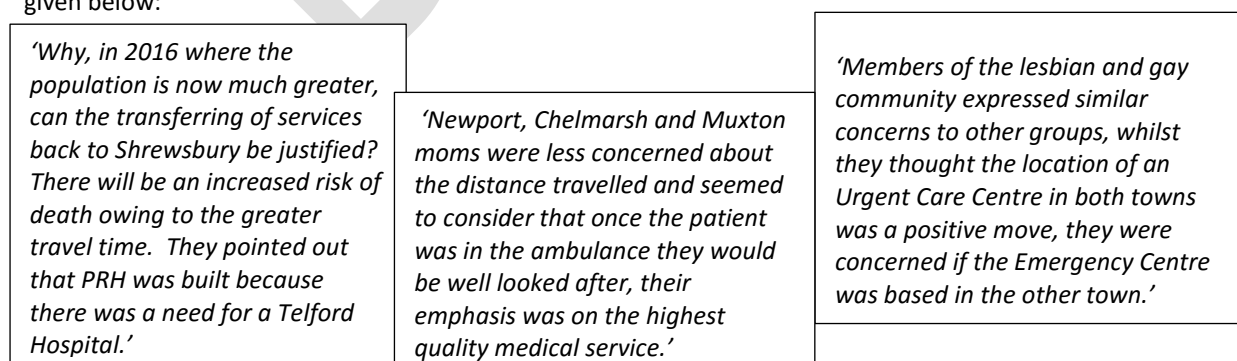 given below:
‘Why, in 2016 where the
population is now much greater,
can the transferring of services
back to Shrewsbury be justified?
There will be an increased risk of
death owing to the greater
travel time.  They pointed out
that PRH was built because
there was a need for a Telford
Hospital.’
‘Newport, Chelmarsh and Muxton
moms were less concerned about
the distance travelled and seemed
to consider that once the patient
was in the ambulance they would
be well looked after, their
emphasis was on the highest
quality medical service.’
‘Members of the lesbian and gay
community expressed similar
concerns to other groups, whilst
they thought the location of an
Urgent Care Centre in both towns
was a positive move, they were
concerned if the Emergency Centre
was based in the other town.’